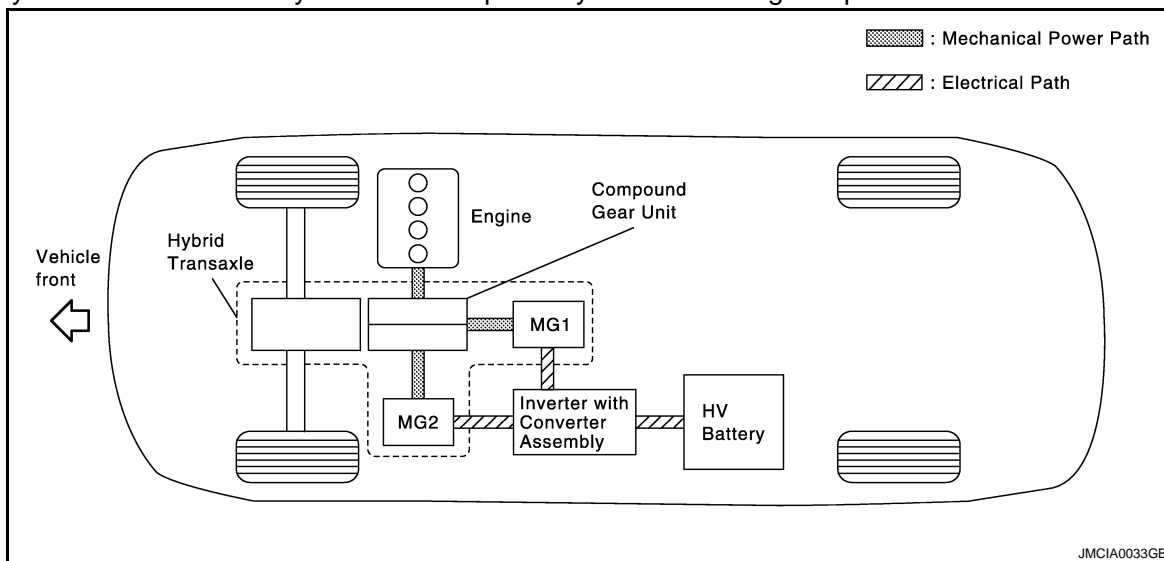 : Mechanical Power Path
: Electrical Path
Compound
Gear Unit
Engine
Hybrid
Transaxle
Vehicle
front
MG1
MG2
Inverter with
Converter
Assembly
HV
Battery
JMCIA0033GB